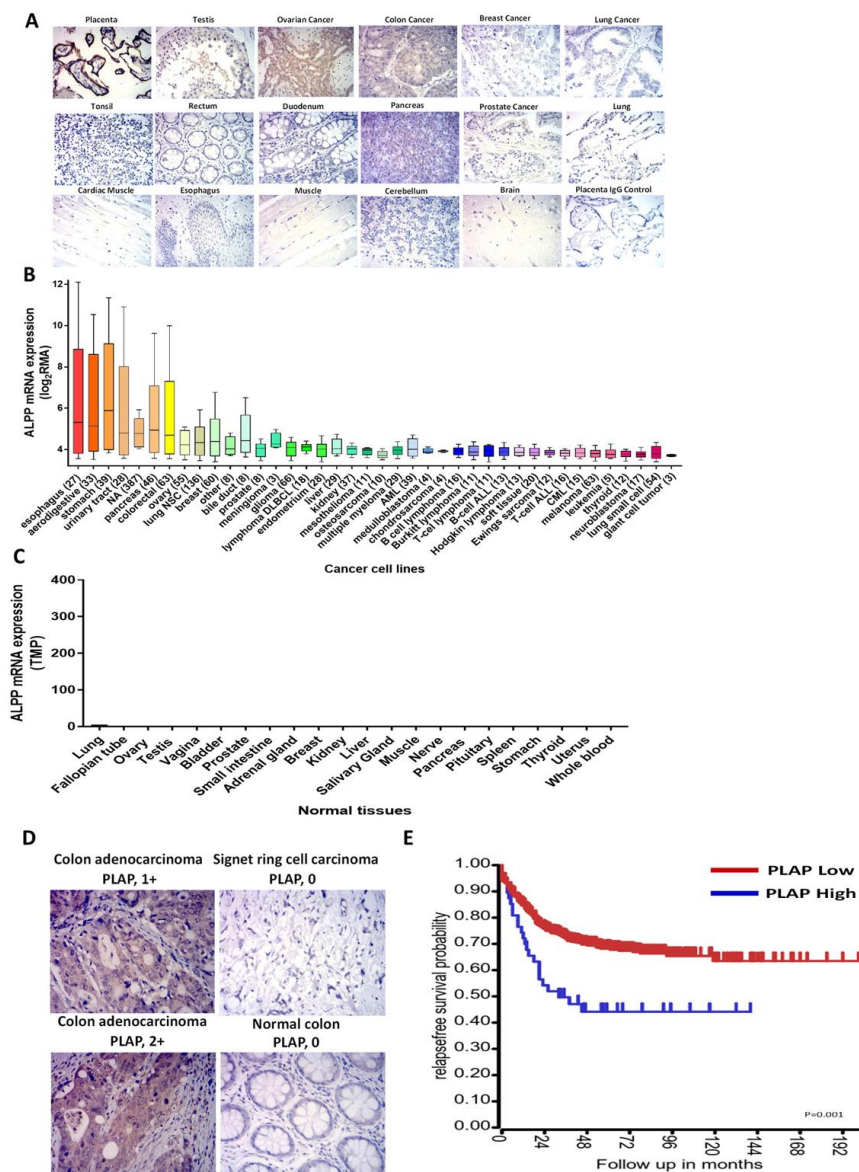 A
Placenta
Testis
Ovarian Cancer
Colon Cancer
Breast Cancer
Lung Cancer
Tonsil
Rectum
Duodenum
Pancreas
Prostate Cancer
Lung
Cardiac Muscle
Esophagus
Muscle
Cerebellum
Brain
Placenta IgG Control
B
ALPP mRNA expression
(log2RMA)
12
10
8
6
4
esophagus (27)
aerodigestive (33)
stomach (39)
urinary tract (28)
NA (387)
pancreas (46)
colorectal (63)
ovary (55)
lung NSC (136)
breast (60)
other (8)
bile duct (8)
prostate (8)
meningioma (3)
glioma (66)
lymphoma DLBCL (18)
endometrium (28)
liver (29)
kidney (37)
mesothelioma (11)
osteosarcoma (10)
multiple myeloma (29)
AML (39)
medulloblastoma (4)
chondrosarcoma (4)
B cell lymphoma (16)
Burkitt lymphoma (11)
T-cell lymphoma (11)
B-cell ALL (13)
Hodgkin lymphoma (13)
soft tissue (20)
Ewings sarcoma (12)
T-cell ALL (16)
CML (15)
melanoma (63)
leukemia (5)
thyroid (12)
neuroblastoma (17)
lung small cell (54)
giant cell tumor (3)
Cancer cell lines
C
ALPP mRNA expression
(TMP)
400
300
200
100
0
Lung
Fallopian tube
Ovary
Testis
Vagina
Bladder
Prostate
Small intestine
Adrenal gland
Breast
Kidney
Liver
Salivary Gland
Muscle
Nerve
Pancreas
Pituitary
Spleen
Stomach
Thyroid
Uterus
Whole blood
Normal tissues
D
Colon adenocarcinoma
PLAP, 1+
Signet ring cell carcinoma
PLAP, 0
Colon adenocarcinoma
PLAP, 2+
Normal colon
PLAP, 0
E
PLAP Low
PLAP High
relapsefree survival probability
1.00
0.90
0.80
0.70
0.60
0.50
0.40
0.30
0.20
0.10
0.00
P=0.001
0
24
48
72
96
120
144
168
192
Follow up in months